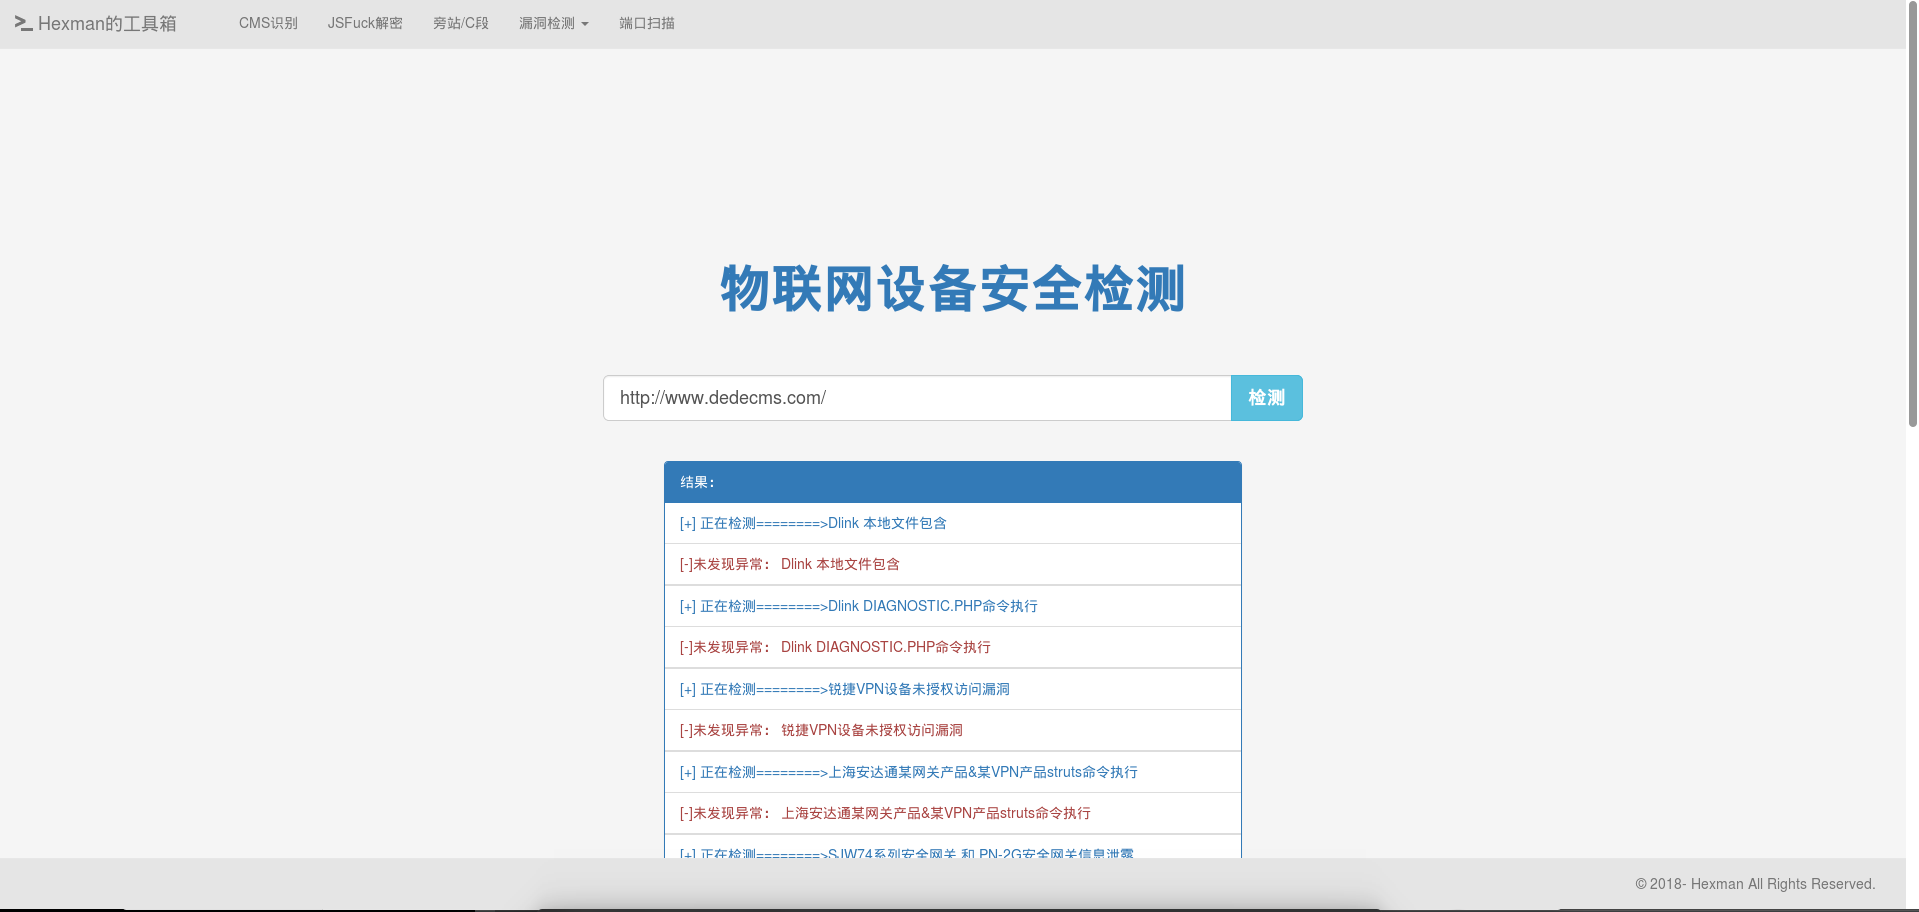 Hexman的工具箱 CMS识别 JSFuck解密 旁站/C段 漏洞检测 端口扫描
物联网设备安全检测
http://www.dedecms.com/ 检测
结果:
[+] 正在检测========>Dlink 本地文件包含
[-]未发现异常: Dlink 本地文件包含
[+] 正在检测========>Dlink DIAGNOSTIC.PHP命令执行
[-]未发现异常: Dlink DIAGNOSTIC.PHP命令执行
[+] 正在检测========>锐捷VPN设备未授权访问漏洞
[-]未发现异常: 锐捷VPN设备未授权访问漏洞
[+] 正在检测========>上海安达通某网关产品&某VPN产品struts命令执行
[-]未发现异常: 上海安达通某网关产品&某VPN产品struts命令执行
[+] 正在检测========>SJW74系列安全网关 和 PN-2G安全网关信息泄露
© 2018- Hexman All Rights Reserved.